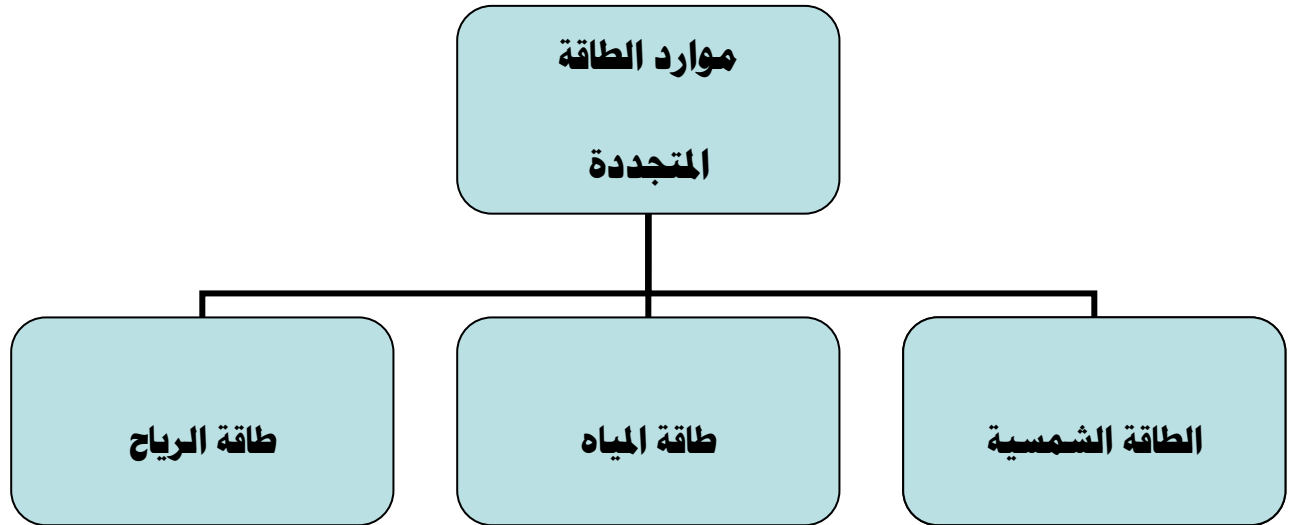 موارد الطاقة
المتجددة
الطاقة الشمسية
طاقة المياه
طاقة الرياح